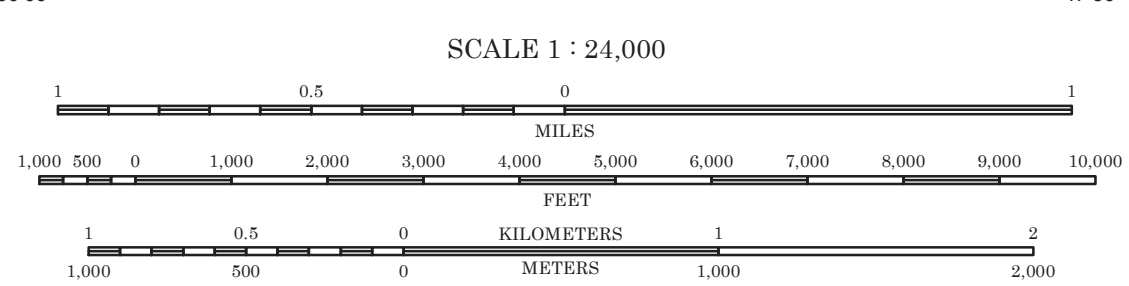 SCALE 1 : 24,000
1 0.5 0 1
MILES
1,000 500 0 1,000 2,000 3,000 4,000 5,000 6,000 7,000 8,000 9,000 10,000
FEET
1 0.5 0 KILOMETERS 1 2
1,000 500 0 METERS 1,000 2,000